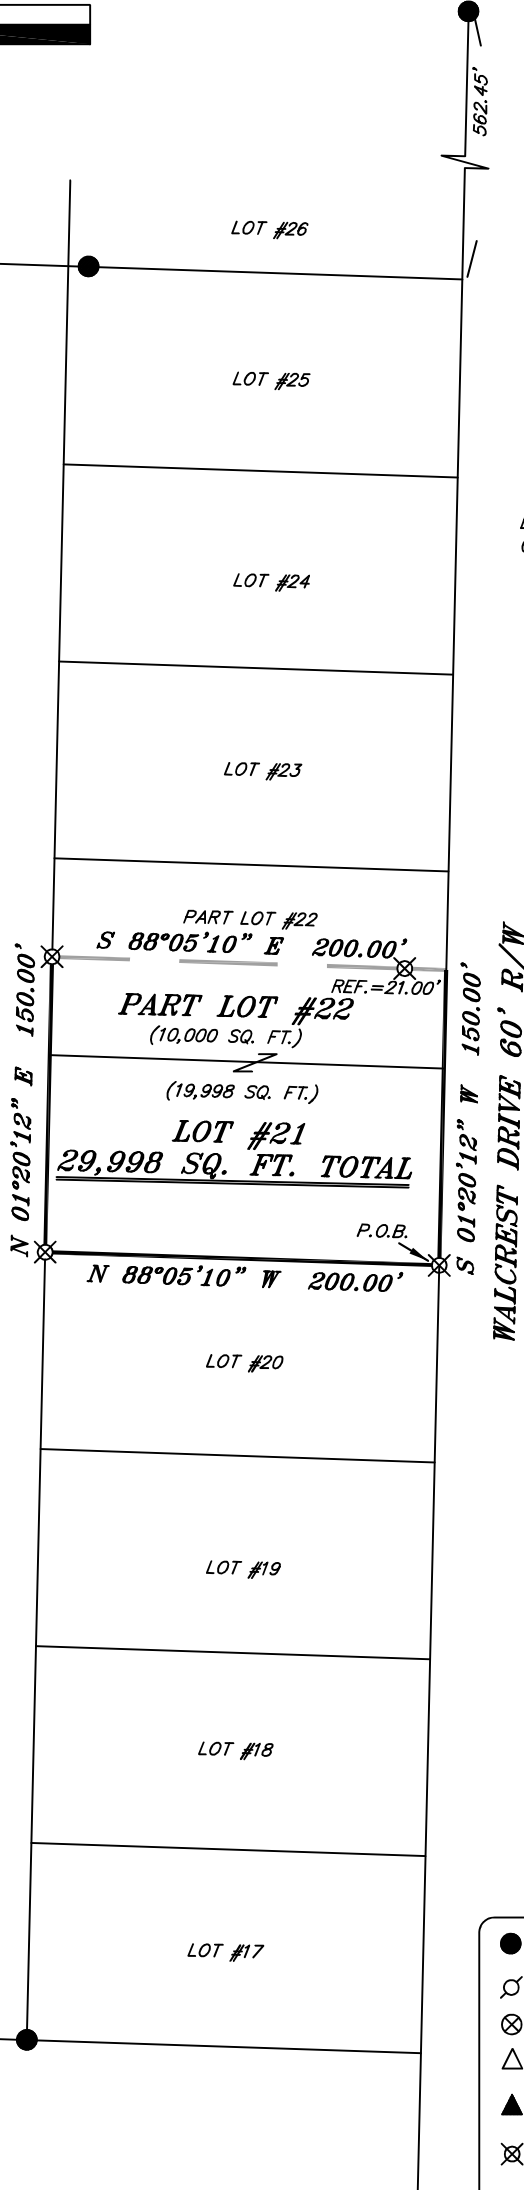 562.45'
LOT #26
LOT #25
LOT #24
LOT #23
PART LOT #22
S 88°05'10" E 200.00'
REF.=21.00'
PART LOT #22
(10,000 SQ. FT.)
(19,998 SQ. FT.)
LOT #21
29,998 SQ. FT. TOTAL
P.O.B.
N 88°05'10" W 200.00'
N 01°20'12" E 150.00'
S 01°20'12" W 150.00'
WALCREST DRIVE 60' R/W
LOT #20
LOT #19
LOT #18
LOT #17